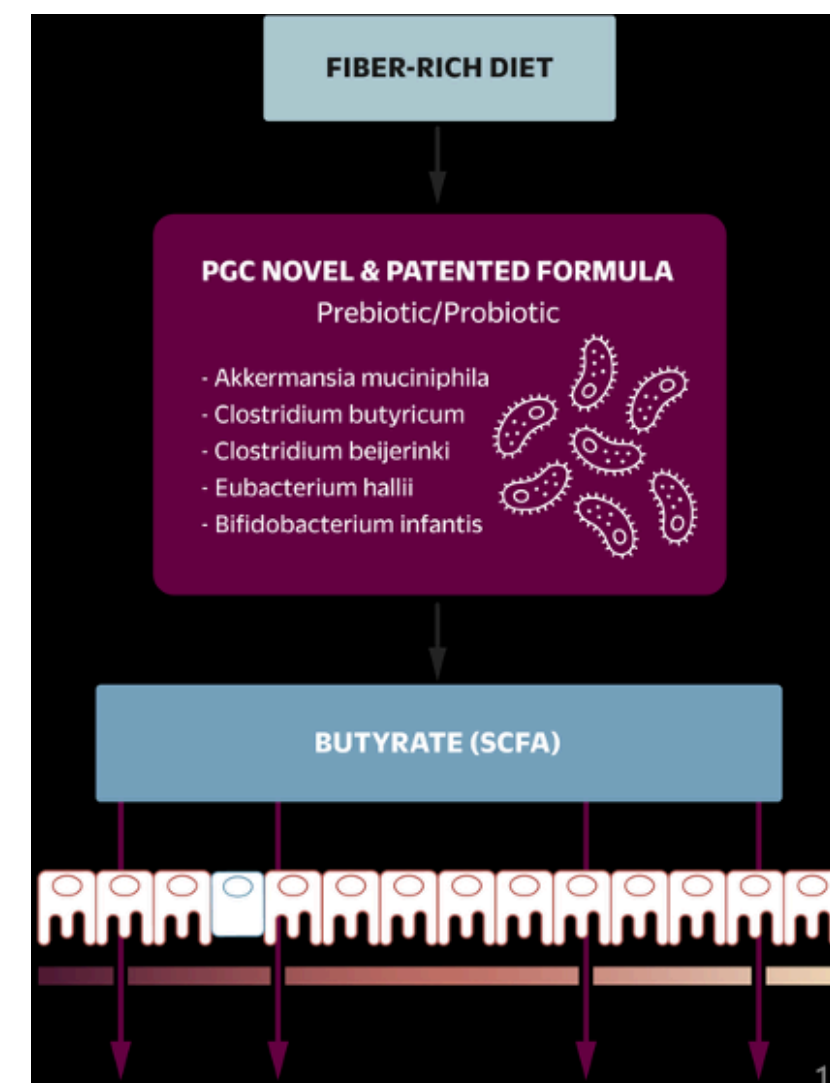 FIBER-RICH DIET
PGC NOVEL & PATENTED FORMULA
Prebiotic/Probiotic
- Akkermansia muciniphila
- Clostridium butyricum
- Clostridium beijerinki
- Eubacterium hallii
- Bifidobacterium infantis
BUTYRATE (SCFA)
1